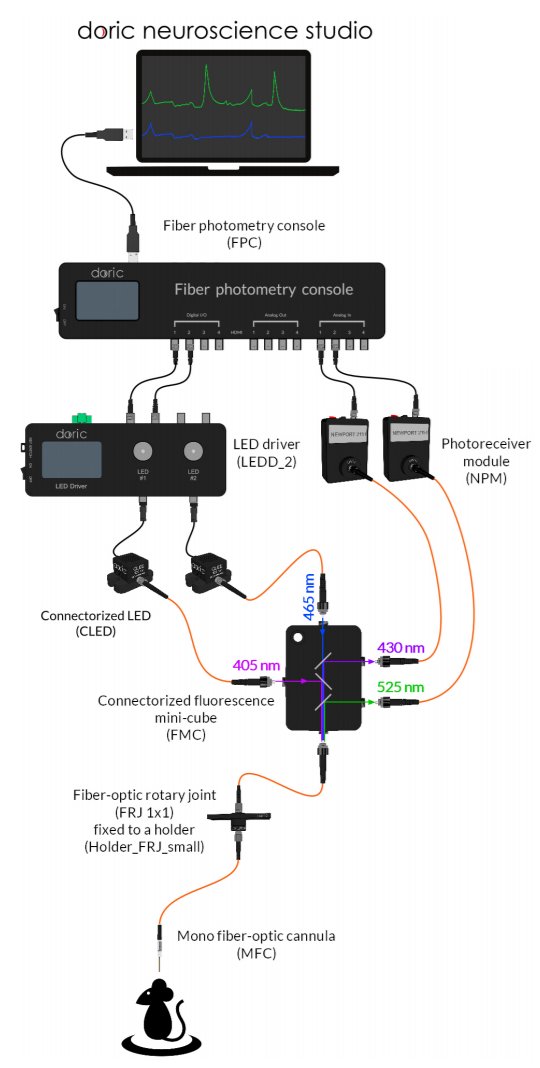 doric neuroscience studio
Fiber photometry console
(FPC)
doric
Fiber photometry console
Digital I/O
Analog Out
Analog In
1 2 3 4 HDMI 1 2 3 4 1 2 3 4
doric
LED Driver
LED
#1
LED
#2
LED driver
(LEDD_2)
NEWPORT
NEWPORT
Photoreceiver
module
(NPM)
Connectorized LED
(CLED)
465 nm
405 nm
430 nm
525 nm
Connectorized fluorescence
mini-cube
(FMC)
Fiber-optic rotary joint
(FRJ 1x1)
fixed to a holder
(Holder_FRJ_small)
Mono fiber-optic cannula
(MFC)